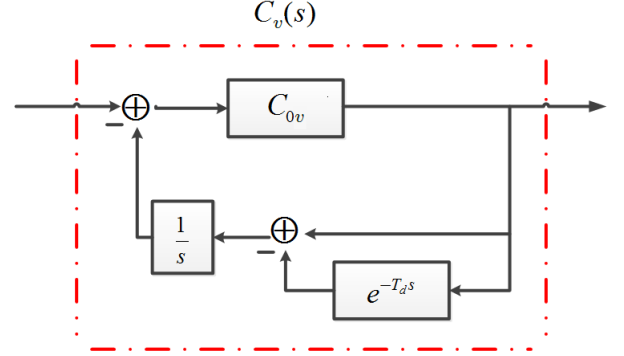 C_v(s)
C_{0v}
1/s
e^{-T_d s}